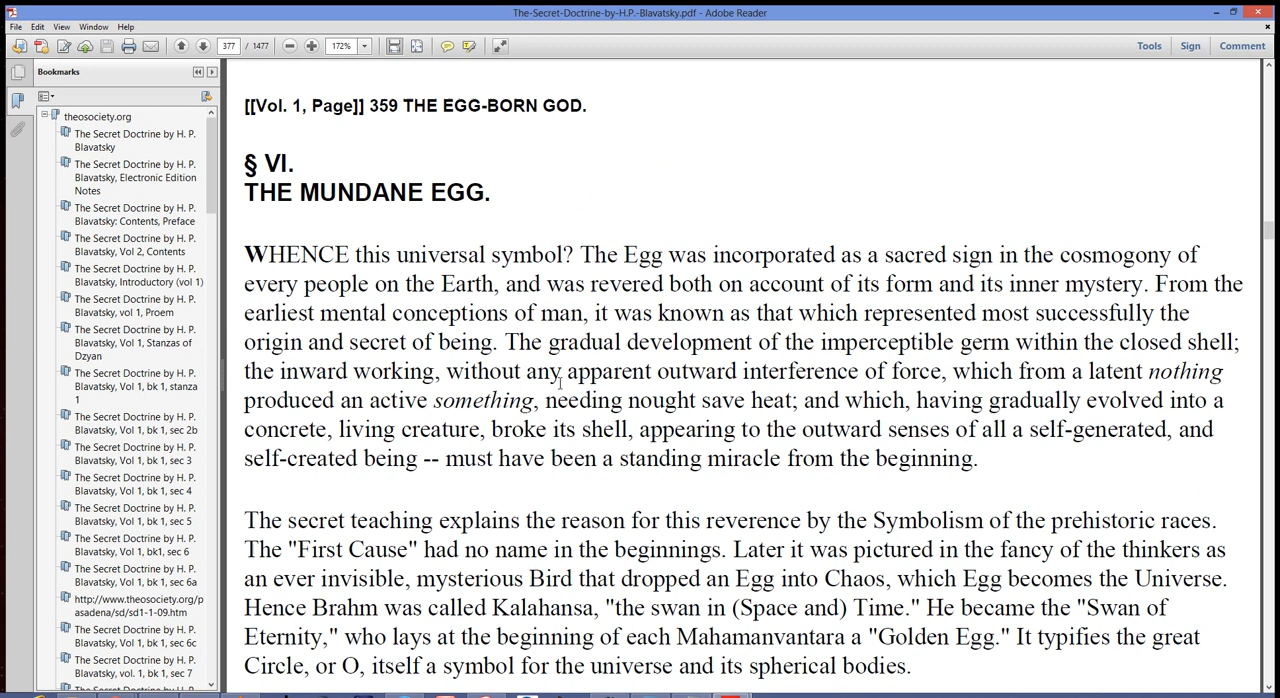 The-Secret-Doctrine-by-H.P.-Blavatsky.pdf - Adobe Reader
File Edit View Window Help
377 / 1477 172% Tools Sign Comment
Bookmarks
theosociety.org
The Secret Doctrine by H. P.
Blavatsky
The Secret Doctrine by H. P.
Blavatsky, Electronic Edition
Notes
The Secret Doctrine by H. P.
Blavatsky: Contents, Preface
The Secret Doctrine by H. P.
Blavatsky, Vol 2, Contents
The Secret Doctrine by H. P.
Blavatsky, Introductory (vol 1)
The Secret Doctrine by H. P.
Blavatsky, vol 1, Proem
The Secret Doctrine by H. P.
Blavatsky, Vol 1, Stanzas of
Dzyan
The Secret Doctrine by H. P.
Blavatsky, Vol 1, bk 1, stanza
1
The Secret Doctrine by H. P.
Blavatsky, Vol 1, bk 1, sec 2b
The Secret Doctrine by H. P.
Blavatsky, Vol 1, bk 1, sec 3
The Secret Doctrine by H. P.
Blavatsky, Vol 1, bk 1, sec 4
The Secret Doctrine by H. P.
Blavatsky, Vol 1, bk 1, sec 5
The Secret Doctrine by H. P.
Blavatsky, Vol 1, bk1, sec 6
The Secret Doctrine by H. P.
Blavatsky, Vol 1, bk 1, sec 6a
http://www.theosociety.org/p
asadena/sd/sd1-1-09.htm
The Secret Doctrine by H. P.
Blavatsky, Vol 1, bk 1, sec 6c
The Secret Doctrine by H. P.
Blavatsky, vol. 1, bk 1, sec 7
[[Vol. 1, Page]] 359 THE EGG-BORN GOD.
§ VI.
THE MUNDANE EGG.
WHENCE this universal symbol? The Egg was incorporated as a sacred sign in the cosmogony of
every people on the Earth, and was revered both on account of its form and its inner mystery. From the
earliest mental conceptions of man, it was known as that which represented most successfully the
origin and secret of being. The gradual development of the imperceptible germ within the closed shell;
the inward working, without any apparent outward interference of force, which from a latent nothing
produced an active something, needing nought save heat; and which, having gradually evolved into a
concrete, living creature, broke its shell, appearing to the outward senses of all a self-generated, and
self-created being -- must have been a standing miracle from the beginning.
The secret teaching explains the reason for this reverence by the Symbolism of the prehistoric races.
The "First Cause" had no name in the beginnings. Later it was pictured in the fancy of the thinkers as
an ever invisible, mysterious Bird that dropped an Egg into Chaos, which Egg becomes the Universe.
Hence Brahm was called Kalahansa, "the swan in (Space and) Time." He became the "Swan of
Eternity," who lays at the beginning of each Mahamanvantara a "Golden Egg." It typifies the great
Circle, or O, itself a symbol for the universe and its spherical bodies.